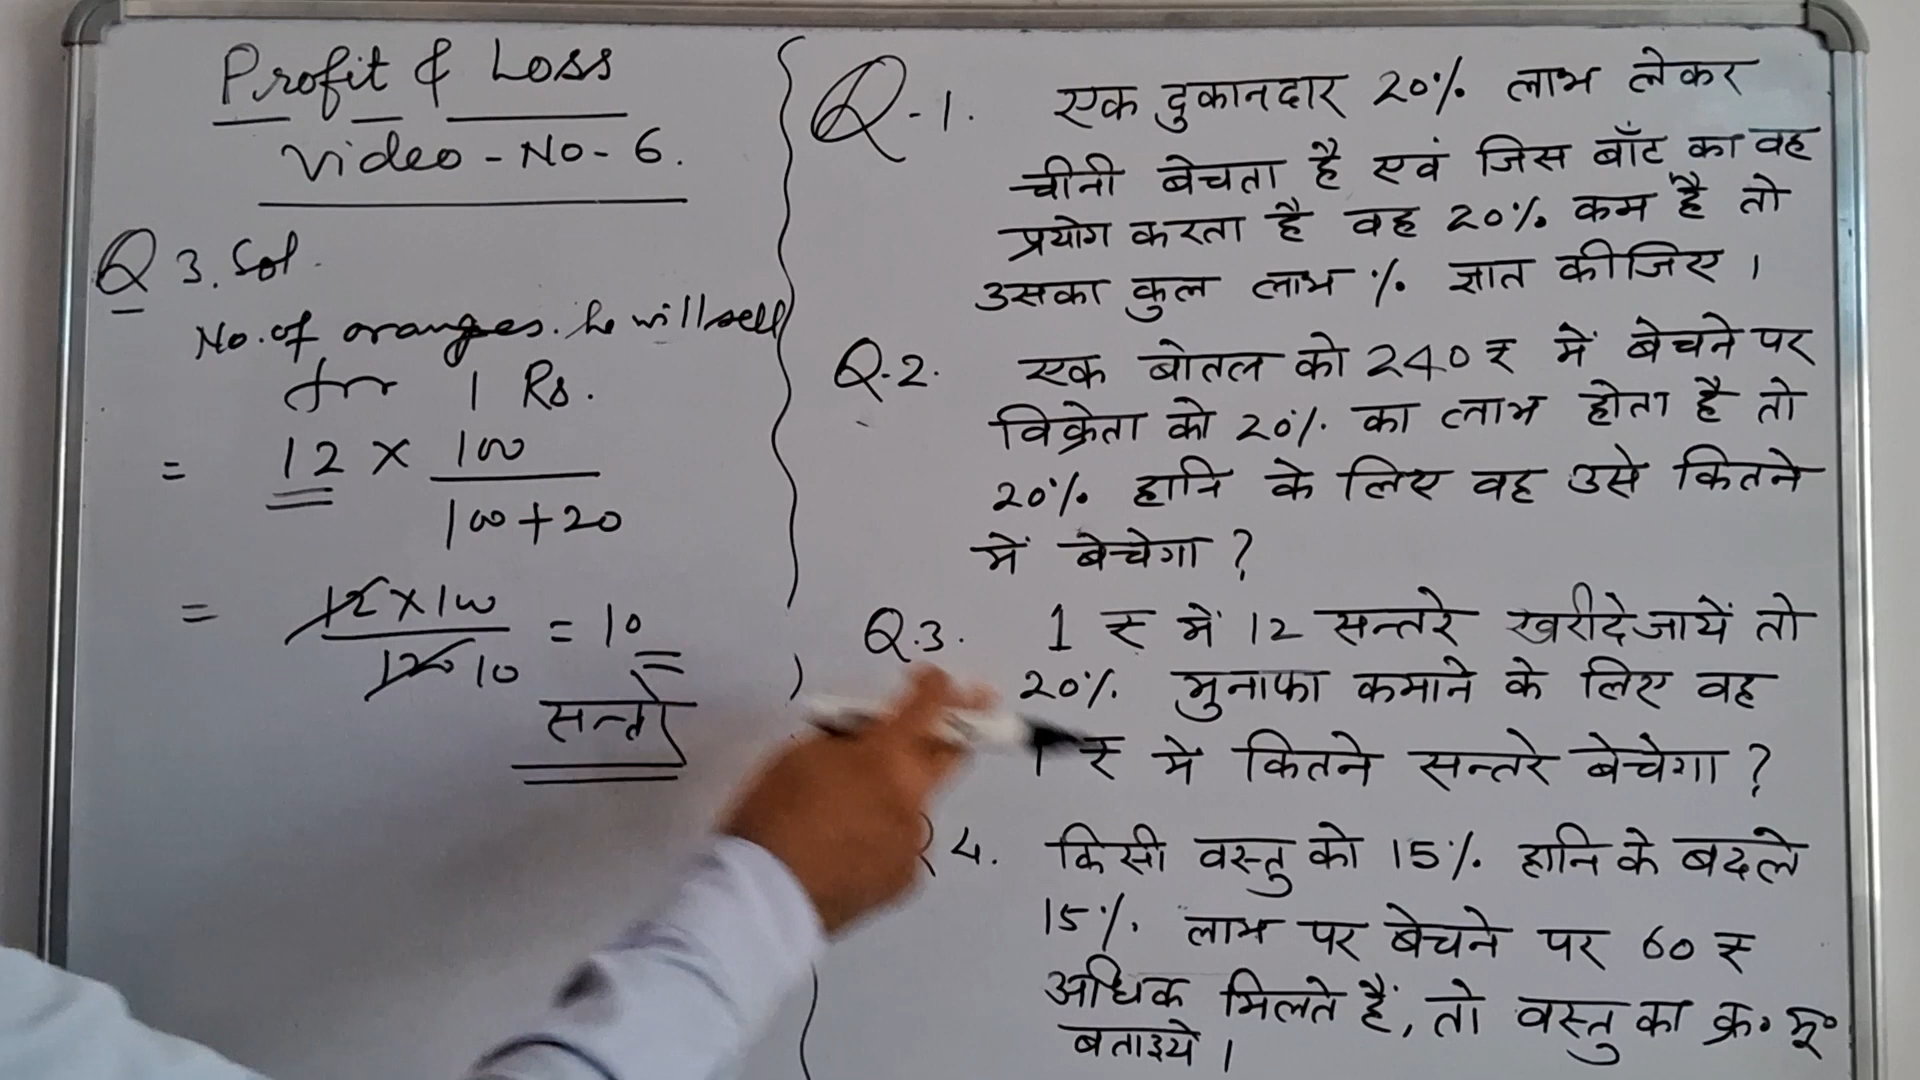 Profit & Loss
Video - No - 6.
Q 3. Sol.
No. of oranges. he will sell
for 1 Rs.
= 12 × 100
100 + 20
= 12 × 100 = 10
120 10
सन्तरे
Q-1. एक दुकानदार 20% लाभ लेकर
चीनी बेचता है एवं जिस बाँट का वह
प्रयोग करता है वह 20% कम है तो
उसका कुल लाभ % ज्ञात कीजिए ।
Q.2. एक बोतल को 240 ₹ में बेचने पर
विक्रेता को 20% का लाभ होता है तो
20% हानि के लिए वह उसे कितने
में बेचेगा ?
Q.3. 1 ₹ में 12 सन्तरे खरीदे जायें तो
20% मुनाफा कमाने के लिए वह
1 ₹ में कितने सन्तरे बेचेगा ?
4. किसी वस्तु को 15% हानि के बदले
15% लाभ पर बेचने पर 60 ₹
अधिक मिलते हैं, तो वस्तु का क्र॰ मू॰
बताइये ।